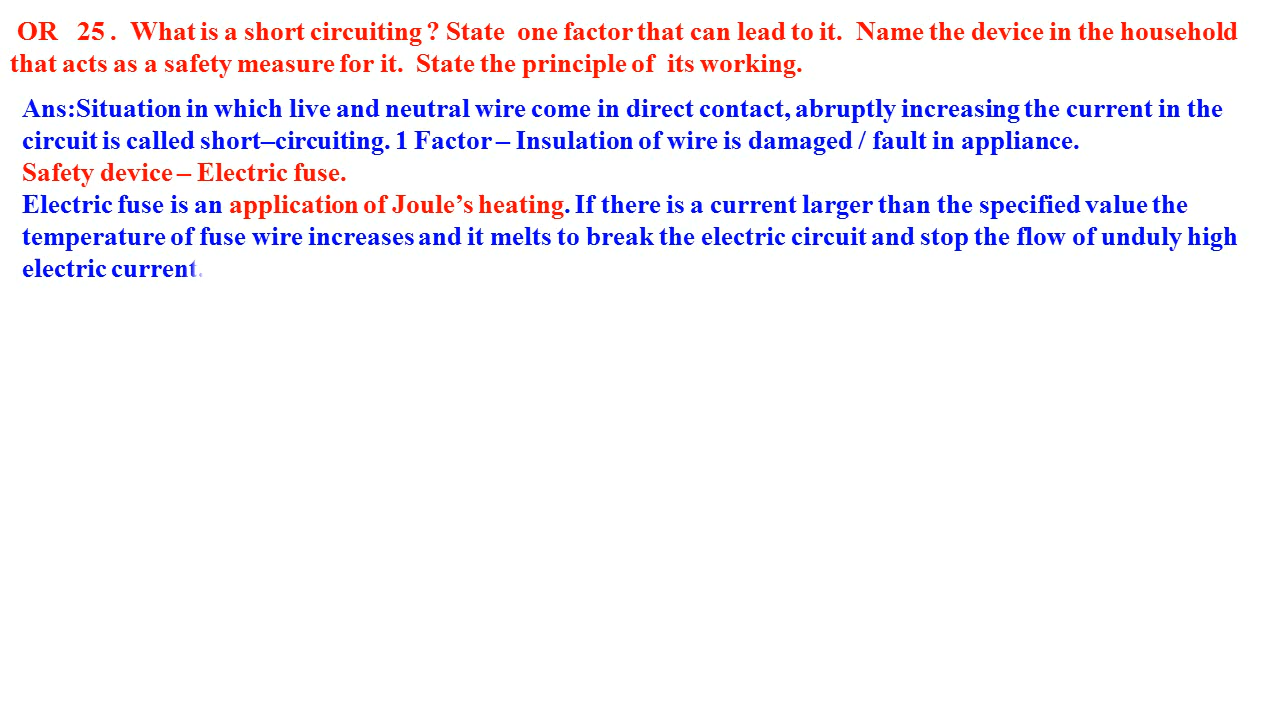 OR 25 . What is a short circuiting ? State one factor that can lead to it. Name the device in the household
that acts as a safety measure for it. State the principle of its working.
Ans:Situation in which live and neutral wire come in direct contact, abruptly increasing the current in the
circuit is called short–circuiting. 1 Factor – Insulation of wire is damaged / fault in appliance.
Safety device – Electric fuse.
Electric fuse is an application of Joule’s heating. If there is a current larger than the specified value the
temperature of fuse wire increases and it melts to break the electric circuit and stop the flow of unduly high
electric current.